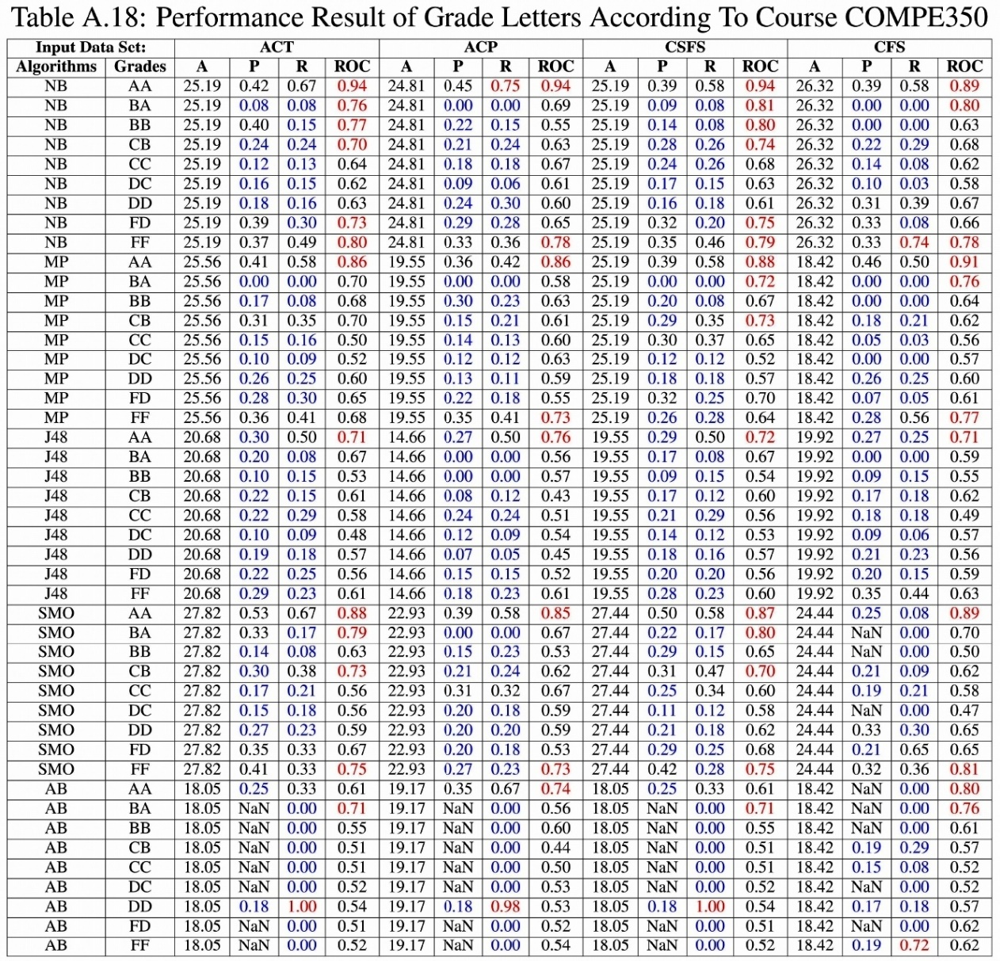 Table A.18: Performance Result of Grade Letters According To Course COMPE350
Input Data Set: ACT ACP CSFS CFS
Algorithms Grades A P R ROC A P R ROC A P R ROC A P R ROC
NB AA 25.19 0.42 0.67 0.94 24.81 0.45 0.75 0.94 25.19 0.39 0.58 0.94 26.32 0.39 0.58 0.89
NB BA 25.19 0.08 0.08 0.76 24.81 0.00 0.00 0.69 25.19 0.09 0.08 0.81 26.32 0.00 0.00 0.80
NB BB 25.19 0.40 0.15 0.77 24.81 0.22 0.15 0.55 25.19 0.14 0.08 0.80 26.32 0.00 0.00 0.63
NB CB 25.19 0.24 0.24 0.70 24.81 0.21 0.24 0.63 25.19 0.28 0.26 0.74 26.32 0.22 0.29 0.68
NB CC 25.19 0.12 0.13 0.64 24.81 0.18 0.18 0.67 25.19 0.24 0.26 0.68 26.32 0.14 0.08 0.62
NB DC 25.19 0.16 0.15 0.62 24.81 0.09 0.06 0.61 25.19 0.17 0.15 0.63 26.32 0.10 0.03 0.58
NB DD 25.19 0.18 0.16 0.63 24.81 0.24 0.30 0.60 25.19 0.16 0.18 0.61 26.32 0.31 0.39 0.67
NB FD 25.19 0.39 0.30 0.73 24.81 0.29 0.28 0.65 25.19 0.32 0.20 0.75 26.32 0.33 0.08 0.66
NB FF 25.19 0.37 0.49 0.80 24.81 0.33 0.36 0.78 25.19 0.35 0.46 0.79 26.32 0.33 0.74 0.78
MP AA 25.56 0.41 0.58 0.86 19.55 0.36 0.42 0.86 25.19 0.39 0.58 0.88 18.42 0.46 0.50 0.91
MP BA 25.56 0.00 0.00 0.70 19.55 0.00 0.00 0.58 25.19 0.00 0.00 0.72 18.42 0.00 0.00 0.76
MP BB 25.56 0.17 0.08 0.68 19.55 0.30 0.23 0.63 25.19 0.20 0.08 0.67 18.42 0.00 0.00 0.64
MP CB 25.56 0.31 0.35 0.70 19.55 0.15 0.21 0.61 25.19 0.29 0.35 0.73 18.42 0.18 0.21 0.62
MP CC 25.56 0.15 0.16 0.50 19.55 0.14 0.13 0.60 25.19 0.30 0.37 0.65 18.42 0.05 0.03 0.56
MP DC 25.56 0.10 0.09 0.52 19.55 0.12 0.12 0.63 25.19 0.12 0.12 0.52 18.42 0.00 0.00 0.57
MP DD 25.56 0.26 0.25 0.60 19.55 0.13 0.11 0.59 25.19 0.18 0.18 0.57 18.42 0.26 0.25 0.60
MP FD 25.56 0.28 0.30 0.65 19.55 0.22 0.18 0.55 25.19 0.32 0.25 0.70 18.42 0.07 0.05 0.61
MP FF 25.56 0.36 0.41 0.68 19.55 0.35 0.41 0.73 25.19 0.26 0.28 0.64 18.42 0.28 0.56 0.77
J48 AA 20.68 0.30 0.50 0.71 14.66 0.27 0.50 0.76 19.55 0.29 0.50 0.72 19.92 0.27 0.25 0.71
J48 BA 20.68 0.20 0.08 0.67 14.66 0.00 0.00 0.56 19.55 0.17 0.08 0.67 19.92 0.00 0.00 0.59
J48 BB 20.68 0.10 0.15 0.53 14.66 0.00 0.00 0.57 19.55 0.09 0.15 0.54 19.92 0.09 0.15 0.55
J48 CB 20.68 0.22 0.15 0.61 14.66 0.08 0.12 0.43 19.55 0.17 0.12 0.60 19.92 0.17 0.18 0.62
J48 CC 20.68 0.22 0.29 0.58 14.66 0.24 0.24 0.51 19.55 0.21 0.29 0.56 19.92 0.18 0.18 0.49
J48 DC 20.68 0.10 0.09 0.48 14.66 0.12 0.09 0.54 19.55 0.14 0.12 0.53 19.92 0.09 0.06 0.57
J48 DD 20.68 0.19 0.18 0.57 14.66 0.07 0.05 0.45 19.55 0.18 0.16 0.57 19.92 0.21 0.23 0.56
J48 FD 20.68 0.22 0.25 0.56 14.66 0.15 0.15 0.52 19.55 0.20 0.20 0.56 19.92 0.20 0.15 0.59
J48 FF 20.68 0.29 0.23 0.61 14.66 0.18 0.23 0.61 19.55 0.28 0.23 0.60 19.92 0.35 0.44 0.63
SMO AA 27.82 0.53 0.67 0.88 22.93 0.39 0.58 0.85 27.44 0.50 0.58 0.87 24.44 0.25 0.08 0.89
SMO BA 27.82 0.33 0.17 0.79 22.93 0.00 0.00 0.67 27.44 0.22 0.17 0.80 24.44 NaN 0.00 0.70
SMO BB 27.82 0.14 0.08 0.63 22.93 0.15 0.23 0.53 27.44 0.29 0.15 0.65 24.44 NaN 0.00 0.50
SMO CB 27.82 0.30 0.38 0.73 22.93 0.21 0.24 0.62 27.44 0.31 0.47 0.70 24.44 0.21 0.09 0.62
SMO CC 27.82 0.17 0.21 0.56 22.93 0.31 0.32 0.67 27.44 0.25 0.34 0.60 24.44 0.19 0.21 0.58
SMO DC 27.82 0.15 0.18 0.56 22.93 0.20 0.18 0.59 27.44 0.11 0.12 0.58 24.44 NaN 0.00 0.47
SMO DD 27.82 0.27 0.23 0.59 22.93 0.20 0.20 0.59 27.44 0.21 0.18 0.62 24.44 0.33 0.30 0.65
SMO FD 27.82 0.35 0.33 0.67 22.93 0.20 0.18 0.53 27.44 0.29 0.25 0.68 24.44 0.21 0.65 0.65
SMO FF 27.82 0.41 0.33 0.75 22.93 0.27 0.23 0.73 27.44 0.42 0.28 0.75 24.44 0.32 0.36 0.81
AB AA 18.05 0.25 0.33 0.61 19.17 0.35 0.67 0.74 18.05 0.25 0.33 0.61 18.42 NaN 0.00 0.80
AB BA 18.05 NaN 0.00 0.71 19.17 NaN 0.00 0.56 18.05 NaN 0.00 0.71 18.42 NaN 0.00 0.76
AB BB 18.05 NaN 0.00 0.55 19.17 NaN 0.00 0.60 18.05 NaN 0.00 0.55 18.42 NaN 0.00 0.61
AB CB 18.05 NaN 0.00 0.51 19.17 NaN 0.00 0.44 18.05 NaN 0.00 0.51 18.42 0.19 0.29 0.57
AB CC 18.05 NaN 0.00 0.51 19.17 NaN 0.00 0.50 18.05 NaN 0.00 0.51 18.42 0.15 0.08 0.52
AB DC 18.05 NaN 0.00 0.52 19.17 NaN 0.00 0.53 18.05 NaN 0.00 0.52 18.42 NaN 0.00 0.52
AB DD 18.05 0.18 1.00 0.54 19.17 0.18 0.98 0.53 18.05 0.18 1.00 0.54 18.42 0.17 0.18 0.57
AB FD 18.05 NaN 0.00 0.51 19.17 NaN 0.00 0.52 18.05 NaN 0.00 0.51 18.42 NaN 0.00 0.62
AB FF 18.05 NaN 0.00 0.52 19.17 NaN 0.00 0.54 18.05 NaN 0.00 0.52 18.42 0.19 0.72 0.62